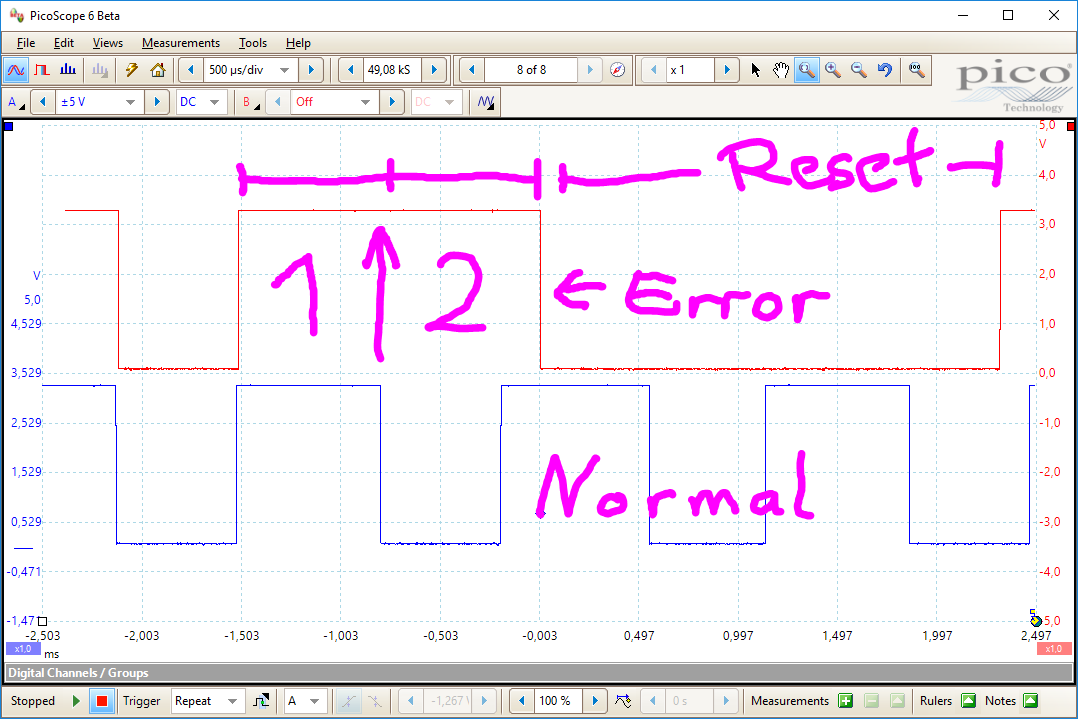 PicoScope 6 Beta
File Edit Views Measurements Tools Help
500 µs/div 49,08 kS 8 of 8 x 1
pico
Technology
A ±5 V DC B Off DC
5,0
V
4,0
3,0
2,0
1,0
0,0
-1,0
-2,0
-3,0
-4,0
-5,0
Reset
1 2 Error
Normal
V
5,0
4,529
3,529
2,529
1,529
0,529
-0,471
-1,471
-2,503 -2,003 -1,503 -1,003 -0,503 -0,003 0,497 0,997 1,497 1,997 2,497
x1,0 ms x1,0
Digital Channels / Groups
Stopped Trigger Repeat A -1,267 V 100 % 0 s Measurements Rulers Notes